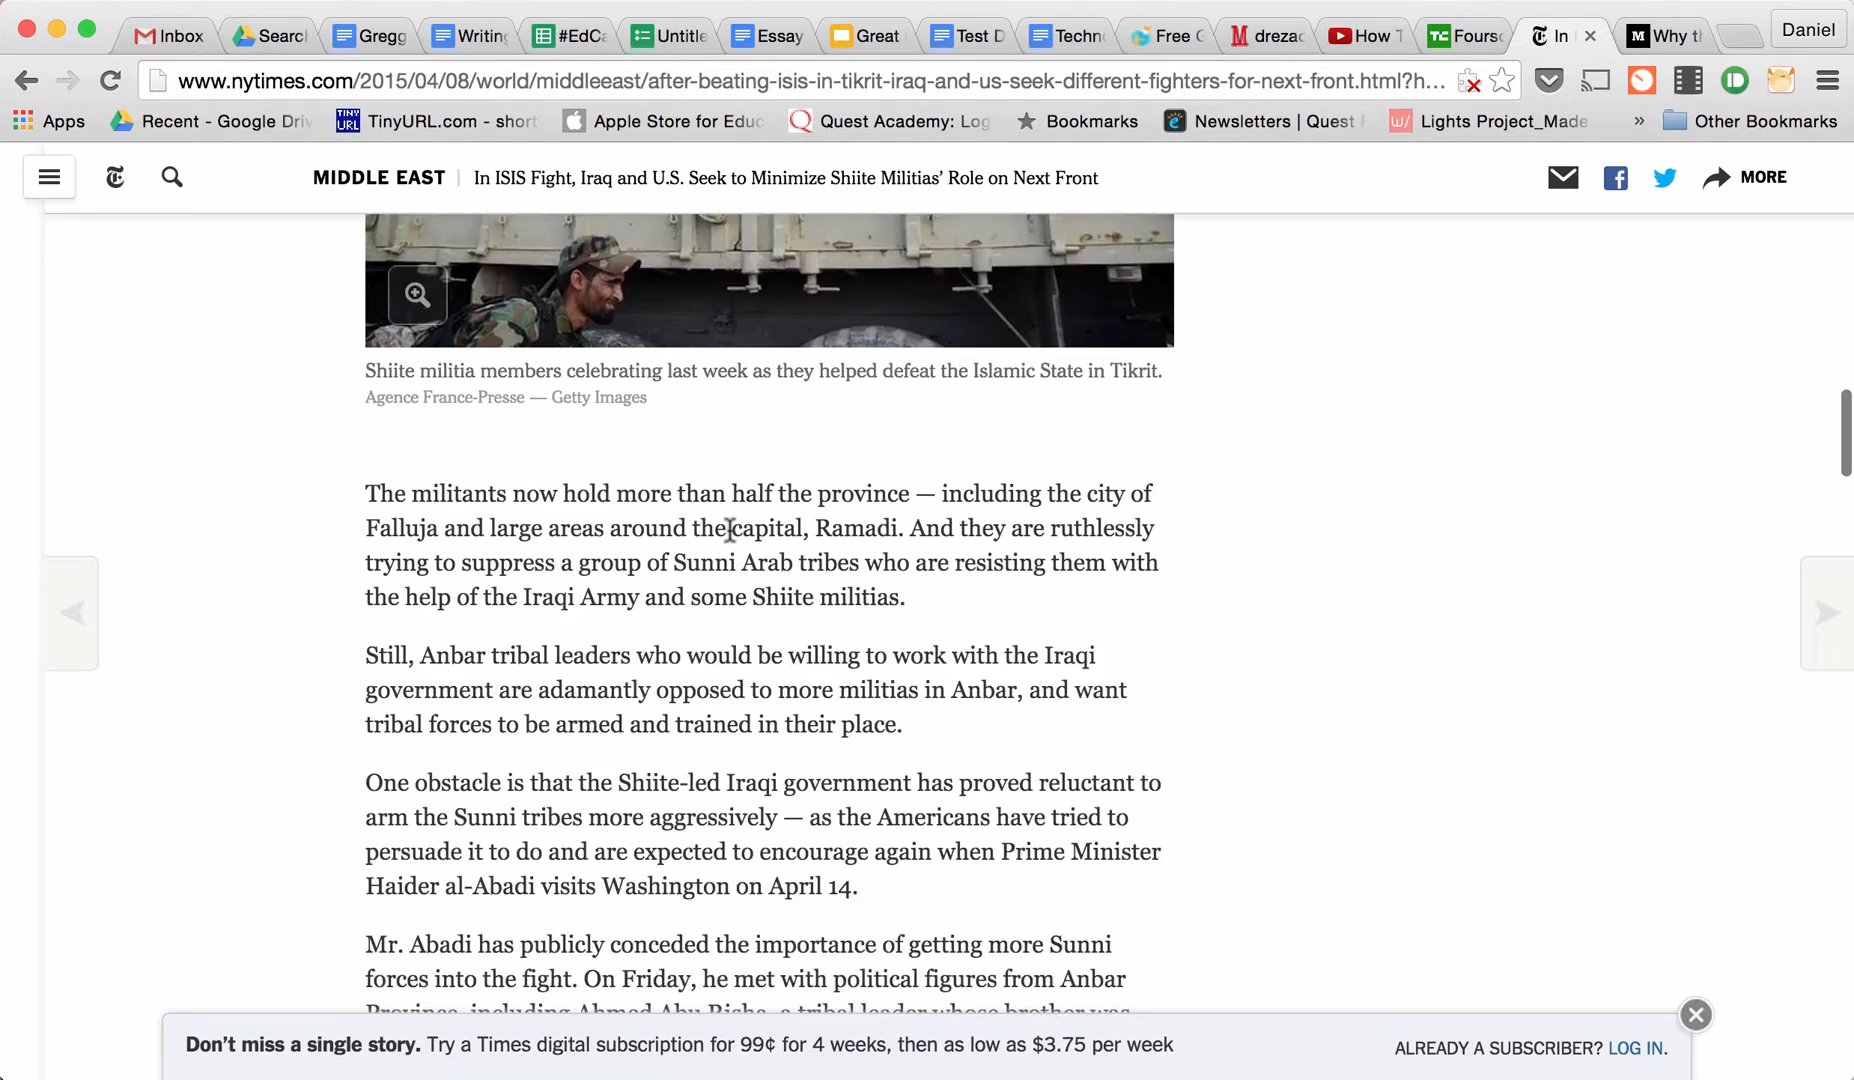 Inbox
Searc
Gregg
Writing
#EdCa
Untitle
Essay
Great
Test D
Techn
Free G
drezac
How T
Fours
In
Why th
Daniel
www.nytimes.com/2015/04/08/world/middleeast/after-beating-isis-in-tikrit-iraq-and-us-seek-different-fighters-for-next-front.html?h...
Apps
Recent - Google Driv
TINY URL
TinyURL.com - short
Apple Store for Educ
Quest Academy: Log
Bookmarks
Newsletters | Quest
Lights Project_Made
»
Other Bookmarks
MIDDLE EAST | In ISIS Fight, Iraq and U.S. Seek to Minimize Shiite Militias’ Role on Next Front
MORE
Shiite militia members celebrating last week as they helped defeat the Islamic State in Tikrit.
Agence France-Presse — Getty Images
The militants now hold more than half the province — including the city of
Falluja and large areas around the capital, Ramadi. And they are ruthlessly
trying to suppress a group of Sunni Arab tribes who are resisting them with
the help of the Iraqi Army and some Shiite militias.
Still, Anbar tribal leaders who would be willing to work with the Iraqi
government are adamantly opposed to more militias in Anbar, and want
tribal forces to be armed and trained in their place.
One obstacle is that the Shiite-led Iraqi government has proved reluctant to
arm the Sunni tribes more aggressively — as the Americans have tried to
persuade it to do and are expected to encourage again when Prime Minister
Haider al-Abadi visits Washington on April 14.
Mr. Abadi has publicly conceded the importance of getting more Sunni
forces into the fight. On Friday, he met with political figures from Anbar
Province, including Ahmed Abu Risha, a tribal leader whose brother was
Don’t miss a single story. Try a Times digital subscription for 99¢ for 4 weeks, then as low as $3.75 per week
ALREADY A SUBSCRIBER? LOG IN.